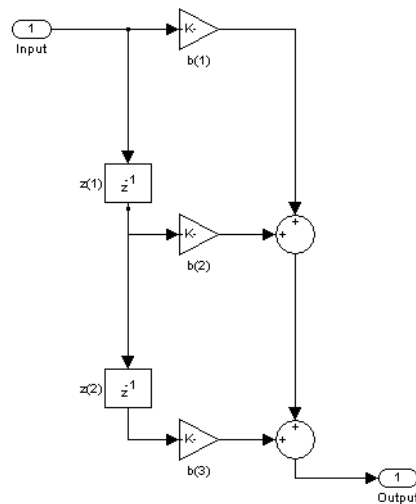 1
Input
K-
b(1)
z(1)
z-1
K-
b(2)
+
+
z(2)
z-1
K-
b(3)
+
+
1
Output